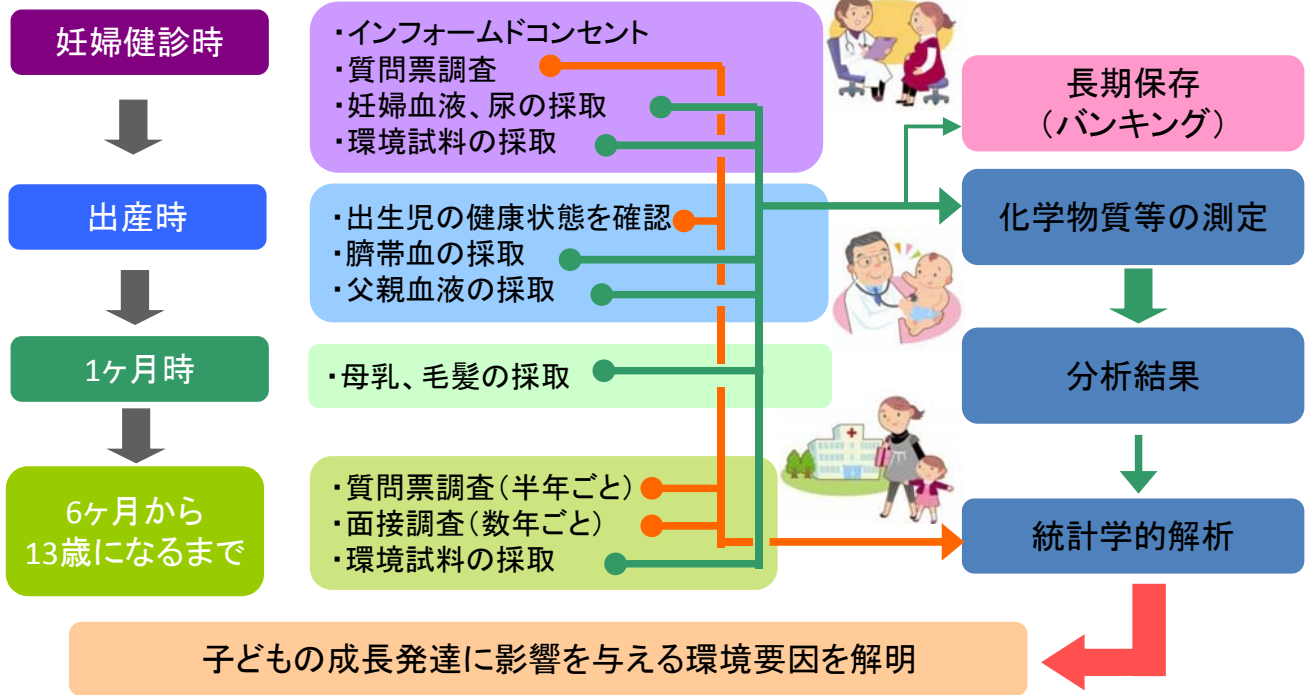 妊婦健診時
・インフォームドコンセント
・質問票調査
・妊婦血液、尿の採取
・環境試料の採取
長期保存
（バンキング）
出産時
・出生児の健康状態を確認
・臍帯血の採取
・父親血液の採取
化学物質等の測定
1ヶ月時
・母乳、毛髪の採取
分析結果
6ヶ月から
13歳になるまで
・質問票調査（半年ごと）
・面接調査（数年ごと）
・環境試料の採取
統計学的解析
子どもの成長発達に影響を与える環境要因を解明